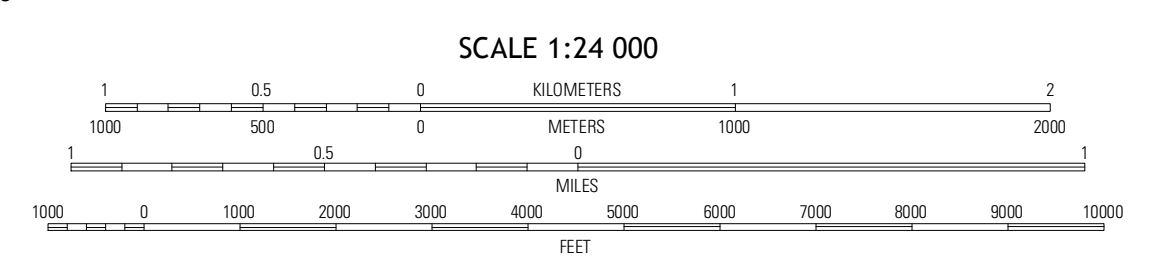 SCALE 1:24 000
1 0.5 0 KILOMETERS 1 2
1000 500 0 METERS 1000 2000
1 0.5 0 1
MILES
1000 0 1000 2000 3000 4000 5000 6000 7000 8000 9000 10000
FEET